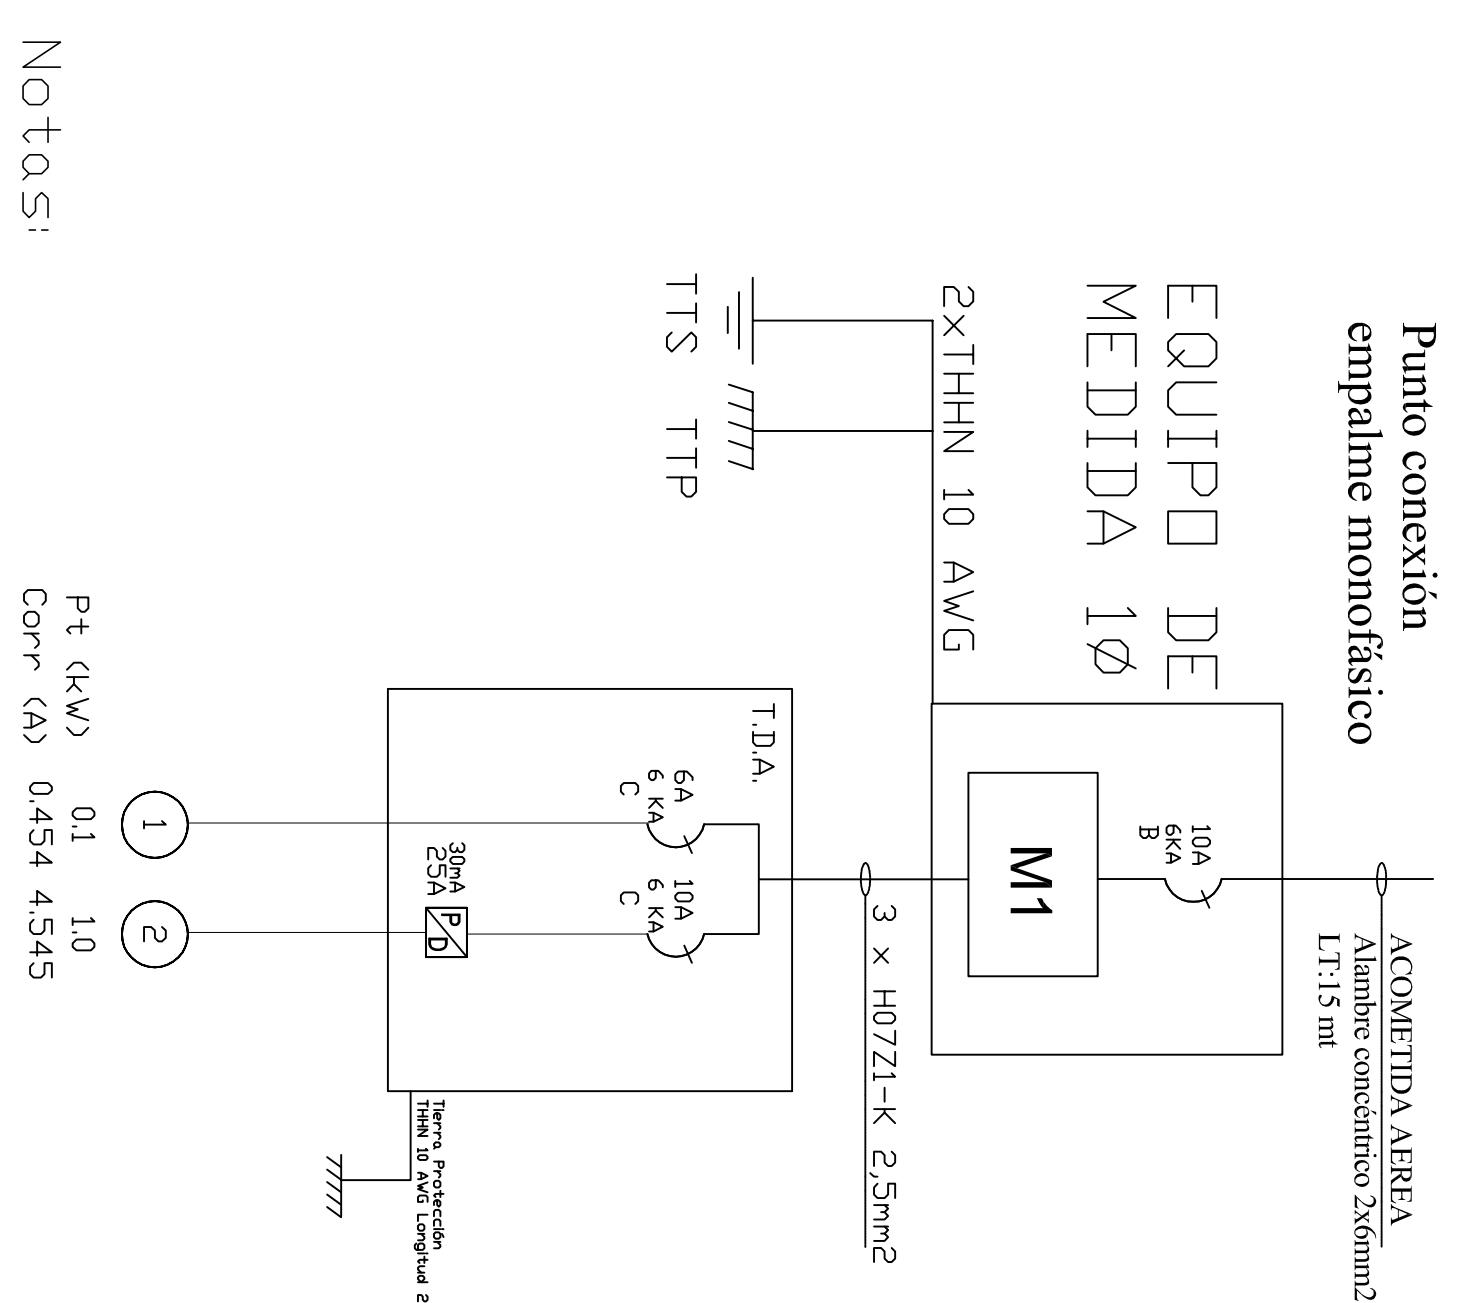 Punto conexión
empalme monofásico
ACOMETIDA AEREA
Alambre concéntrico 2x6mm2
LT:15 mt
EQUIPO DE
MEDIDA 1Ø
10A
6KA
B
M1
2xTHHN 10 AWG
TTS TTP
3 x H07Z1-K 2,5mm2
T.D.A.
6A
6 KA
C
10A
6 KA
C
30mA
25A
P/D
Tierra Protección
THHN 10 AWG Longitud 2
1
2
Pt (kW) 0.1 1.0
Corr (A) 0.454 4.545
Notas: